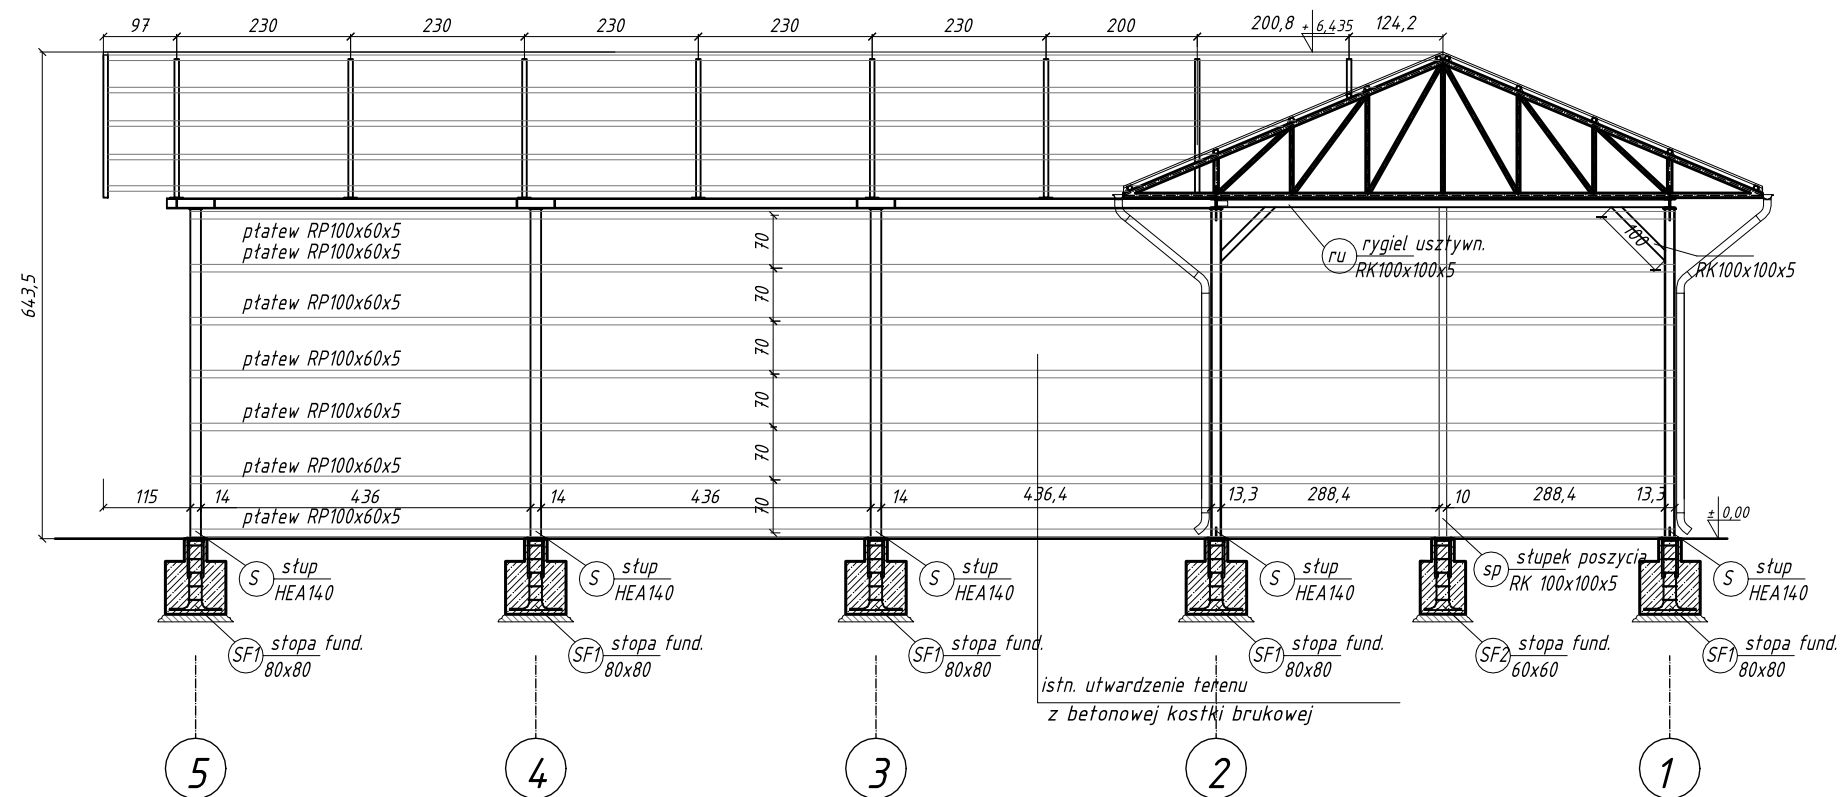 97
230
230
230
230
230
200
200,8
± 6,435
124,2
643,5
płatew RP100x60x5
płatew RP100x60x5
płatew RP100x60x5
płatew RP100x60x5
płatew RP100x60x5
płatew RP100x60x5
płatew RP100x60x5
70
70
70
70
70
70
ru
rygiel usztywn.
RK100x100x5
100
RK100x100x5
115
14
436
14
436
14
436,4
13,3
288,4
10
288,4
13,3
± 0,00
S
słup
HEA140
S
słup
HEA140
S
słup
HEA140
S
słup
HEA140
sp
słupek poszycia
RK 100x100x5
S
słup
HEA140
SF1
stopa fund.
80x80
SF1
stopa fund.
80x80
SF1
stopa fund.
80x80
SF1
stopa fund.
80x80
SF2
stopa fund.
60x60
SF1
stopa fund.
80x80
istn. utwardzenie terenu
z betonowej kostki brukowej
5
4
3
2
1